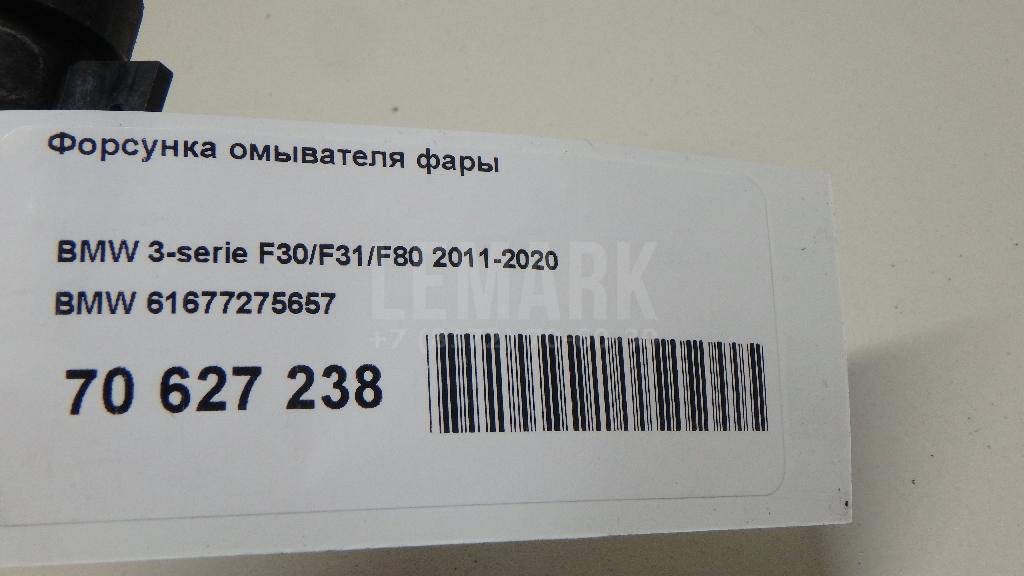 Форсунка омывателя фары
BMW 3-serie F30/F31/F80 2011-2020
LEMARK
BMW 61677275657
70 627 238